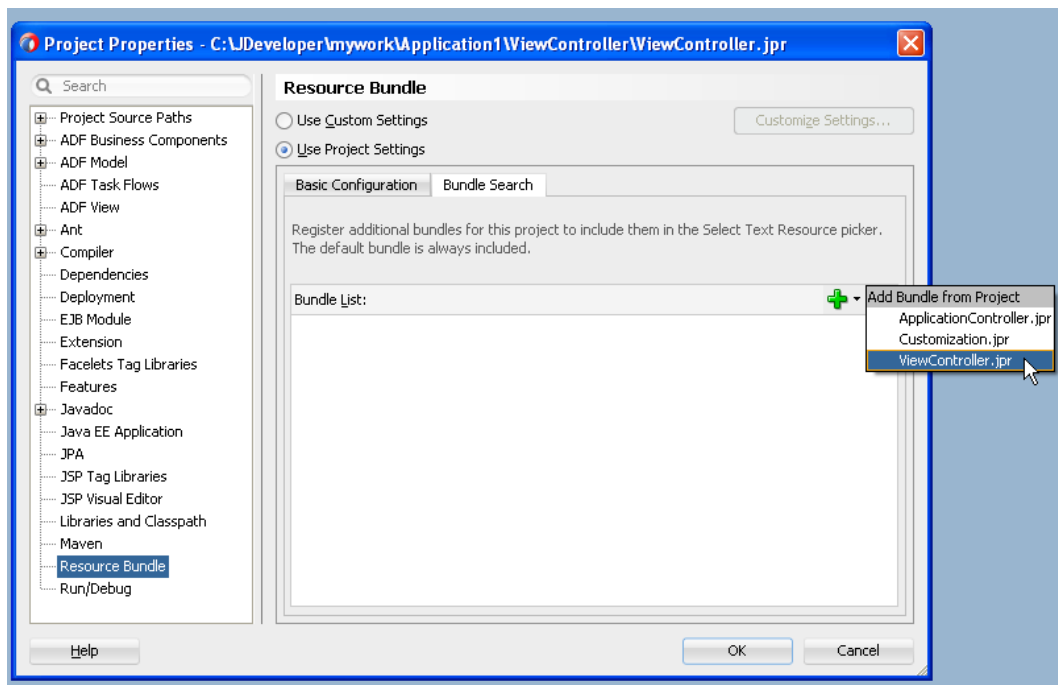 Project Properties - C:\JDeveloper\mywork\Application1\ViewController\ViewController.jpr
Search
Project Source Paths
ADF Business Components
ADF Model
ADF Task Flows
ADF View
Ant
Compiler
Dependencies
Deployment
EJB Module
Extension
Facelets Tag Libraries
Features
Javadoc
Java EE Application
JPA
JSP Tag Libraries
JSP Visual Editor
Libraries and Classpath
Maven
Resource Bundle
Run/Debug
Resource Bundle
Use Custom Settings
Customize Settings...
Use Project Settings
Basic Configuration
Bundle Search
Register additional bundles for this project to include them in the Select Text Resource picker.
The default bundle is always included.
Bundle List:
Add Bundle from Project
ApplicationController.jpr
Customization.jpr
ViewController.jpr
Help
OK
Cancel